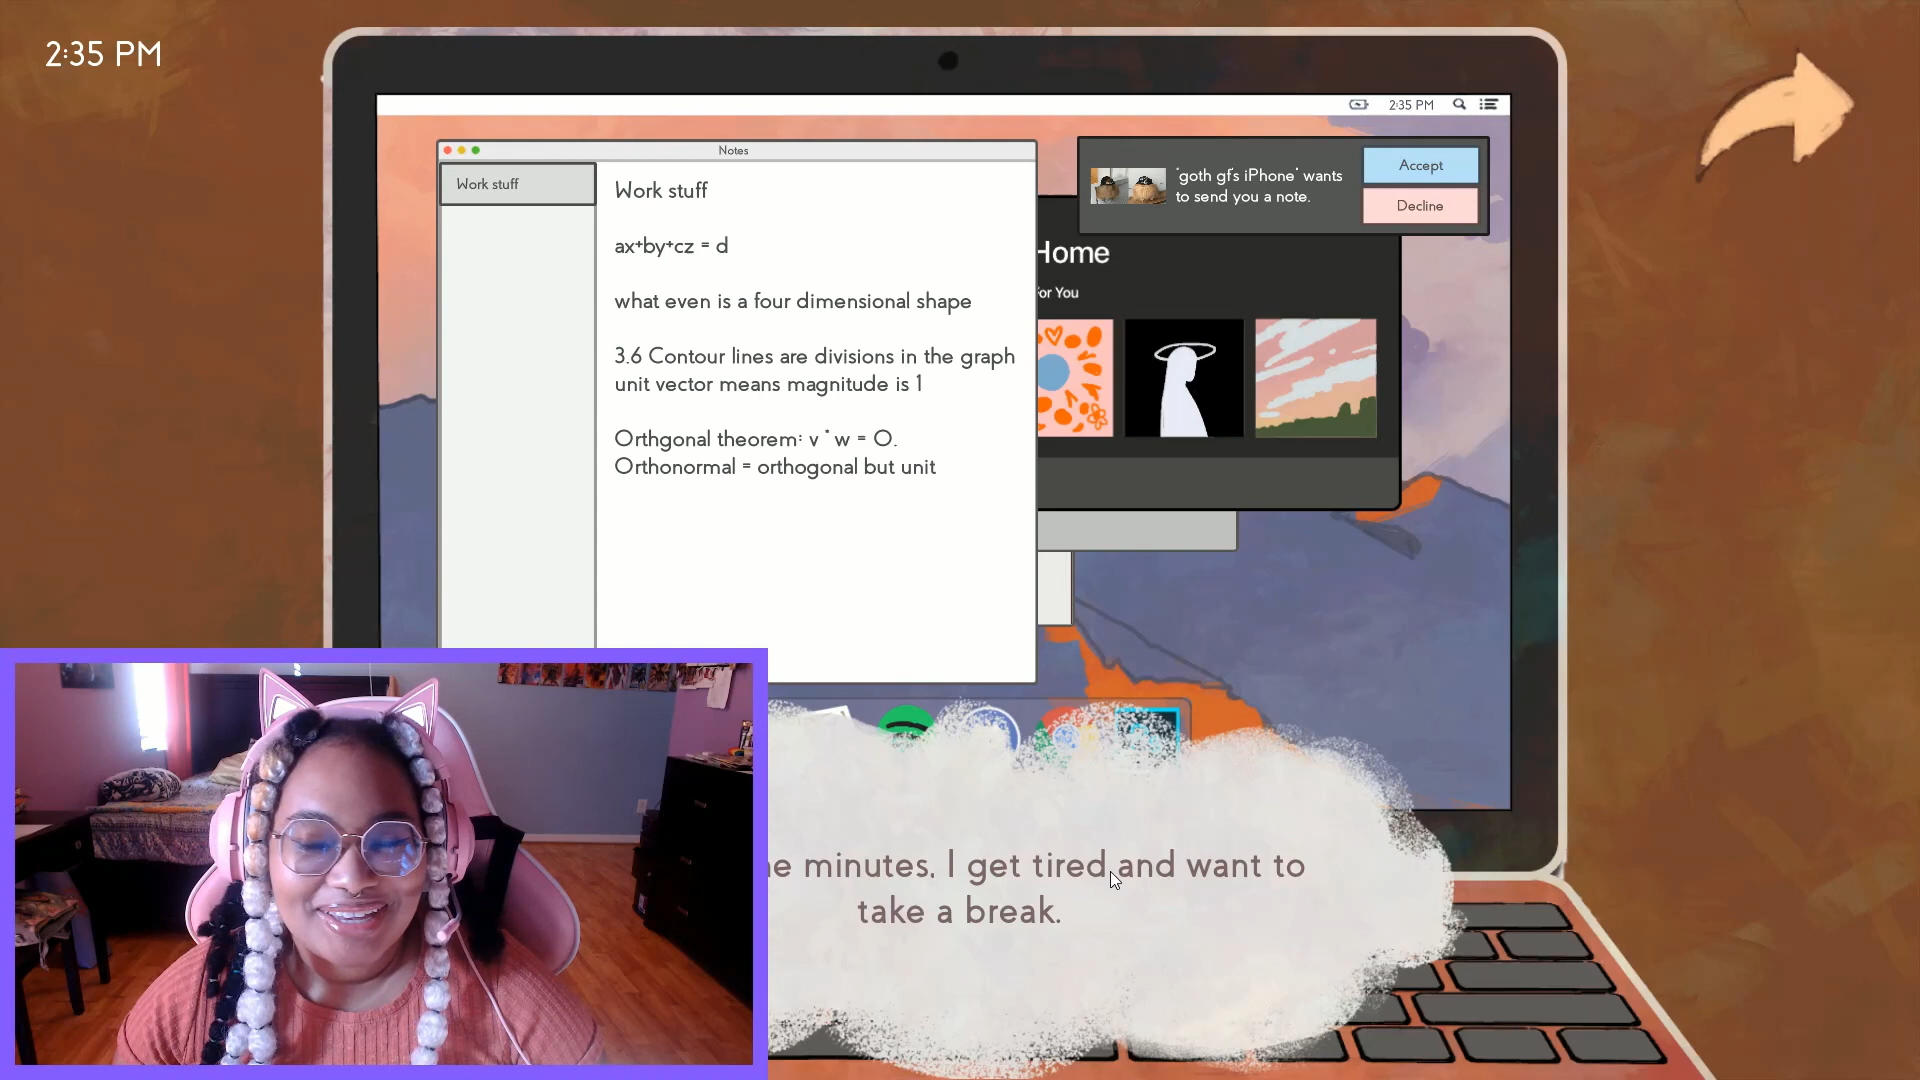 2:35 PM
2:35 PM
Notes
Work stuff
Work stuff
ax+by+cz = d
what even is a four dimensional shape
3.6 Contour lines are divisions in the graph
unit vector means magnitude is 1
Orthgonal theorem: v * w = 0.
Orthonormal = orthogonal but unit
"goth gfs iPhone" wants
to send you a note.
Accept
Decline
Home
For You
minutes, I get tired and want to
take a break.